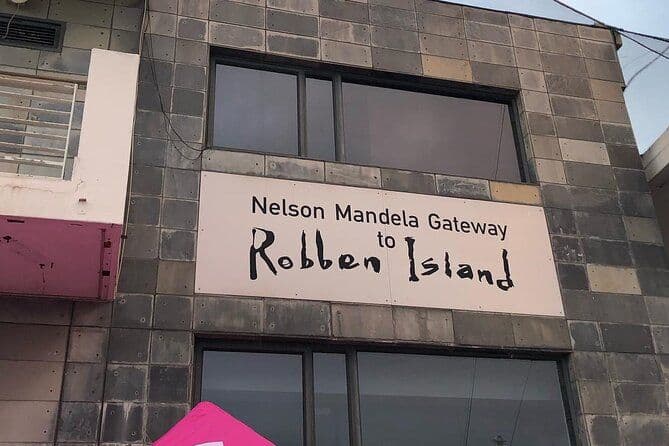 Nelson Mandela Gateway
to
Robben Island